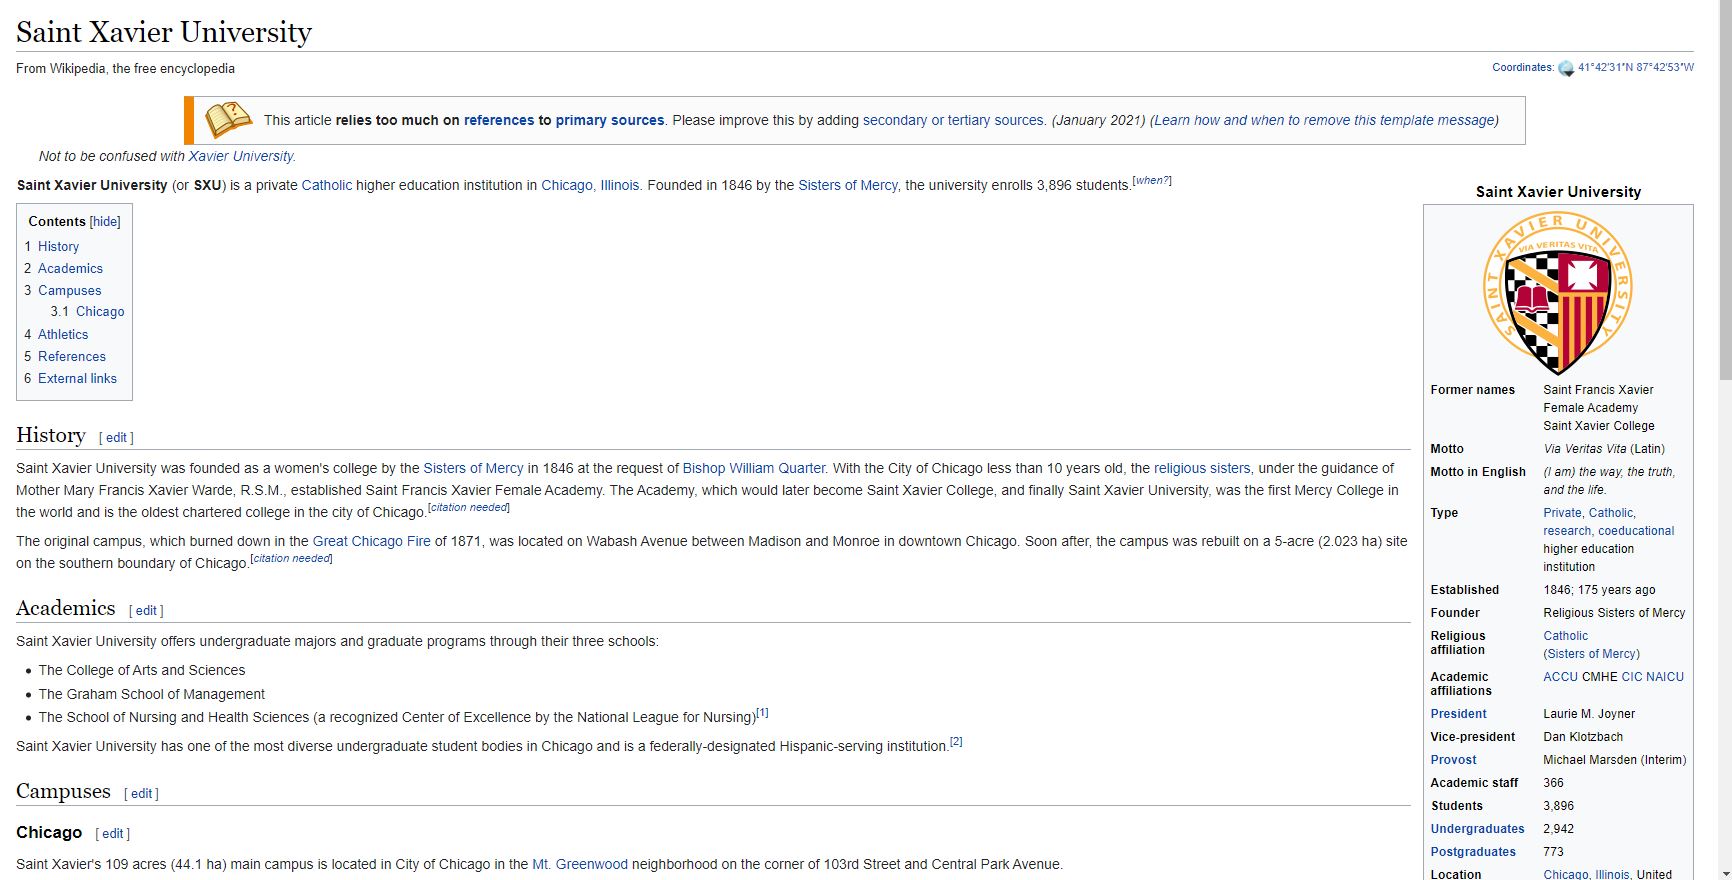 Saint Xavier University
From Wikipedia, the free encyclopedia
Coordinates: 41°42′31″N 87°42′53″W
This article relies too much on references to primary sources. Please improve this by adding secondary or tertiary sources. (January 2021) (Learn how and when to remove this template message)
Not to be confused with Xavier University.
Saint Xavier University (or SXU) is a private Catholic higher education institution in Chicago, Illinois. Founded in 1846 by the Sisters of Mercy, the university enrolls 3,896 students.[when?]
Contents [hide]
1 History
2 Academics
3 Campuses
3.1 Chicago
4 Athletics
5 References
6 External links
History [ edit ]
Saint Xavier University was founded as a women's college by the Sisters of Mercy in 1846 at the request of Bishop William Quarter. With the City of Chicago less than 10 years old, the religious sisters, under the guidance of
Mother Mary Francis Xavier Warde, R.S.M., established Saint Francis Xavier Female Academy. The Academy, which would later become Saint Xavier College, and finally Saint Xavier University, was the first Mercy College in
the world and is the oldest chartered college in the city of Chicago.[citation needed]
The original campus, which burned down in the Great Chicago Fire of 1871, was located on Wabash Avenue between Madison and Monroe in downtown Chicago. Soon after, the campus was rebuilt on a 5-acre (2.023 ha) site
on the southern boundary of Chicago.[citation needed]
Academics [ edit ]
Saint Xavier University offers undergraduate majors and graduate programs through their three schools:
• The College of Arts and Sciences
• The Graham School of Management
• The School of Nursing and Health Sciences (a recognized Center of Excellence by the National League for Nursing)[1]
Saint Xavier University has one of the most diverse undergraduate student bodies in Chicago and is a federally-designated Hispanic-serving institution.[2]
Campuses [ edit ]
Chicago [ edit ]
Saint Xavier's 109 acres (44.1 ha) main campus is located in City of Chicago in the Mt. Greenwood neighborhood on the corner of 103rd Street and Central Park Avenue.
Saint Xavier University
SAINT XAVIER UNIVERSITY
VIA VERITAS VITA
Former names Saint Francis Xavier
Female Academy
Saint Xavier College
Motto Via Veritas Vita (Latin)
Motto in English (I am) the way, the truth,
and the life.
Type Private, Catholic,
research, coeducational
higher education
institution
Established 1846; 175 years ago
Founder Religious Sisters of Mercy
Religious affiliation Catholic
(Sisters of Mercy)
Academic affiliations ACCU CMHE CIC NAICU
President Laurie M. Joyner
Vice-president Dan Klotzbach
Provost Michael Marsden (Interim)
Academic staff 366
Students 3,896
Undergraduates 2,942
Postgraduates 773
Location Chicago, Illinois, United